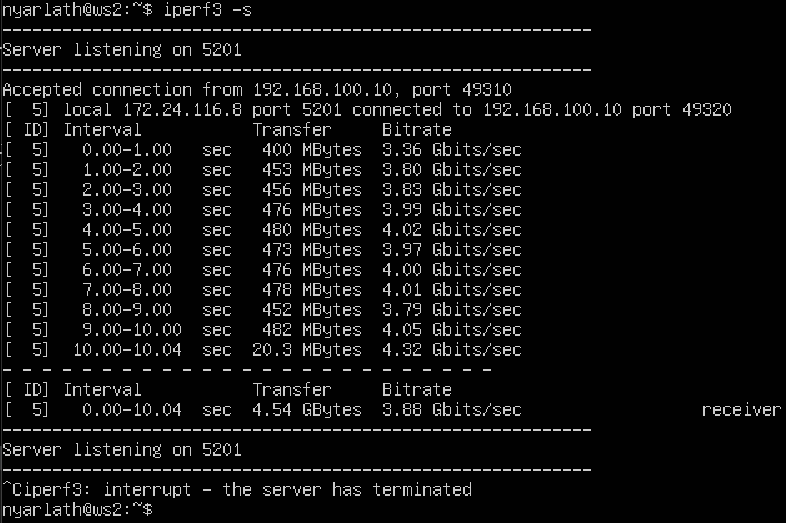 nyarlath@ws2:~$ iperf3 -s
-----------------------------------------------------------
Server listening on 5201
-----------------------------------------------------------
Accepted connection from 192.168.100.10, port 49310
[  5] local 172.24.116.8 port 5201 connected to 192.168.100.10 port 49320
[ ID] Interval           Transfer     Bitrate
[  5]   0.00-1.00   sec   400 MBytes  3.36 Gbits/sec
[  5]   1.00-2.00   sec   453 MBytes  3.80 Gbits/sec
[  5]   2.00-3.00   sec   456 MBytes  3.83 Gbits/sec
[  5]   3.00-4.00   sec   476 MBytes  3.99 Gbits/sec
[  5]   4.00-5.00   sec   480 MBytes  4.02 Gbits/sec
[  5]   5.00-6.00   sec   473 MBytes  3.97 Gbits/sec
[  5]   6.00-7.00   sec   476 MBytes  4.00 Gbits/sec
[  5]   7.00-8.00   sec   478 MBytes  4.01 Gbits/sec
[  5]   8.00-9.00   sec   452 MBytes  3.79 Gbits/sec
[  5]   9.00-10.00  sec   482 MBytes  4.05 Gbits/sec
[  5]  10.00-10.04  sec  20.3 MBytes  4.32 Gbits/sec
- - - - - - - - - - - - - - - - - - - - - - - - -
[ ID] Interval           Transfer     Bitrate
[  5]   0.00-10.04  sec  4.54 GBytes  3.88 Gbits/sec                  receiver
-----------------------------------------------------------
Server listening on 5201
-----------------------------------------------------------
^Ciperf3: interrupt - the server has terminated
nyarlath@ws2:~$